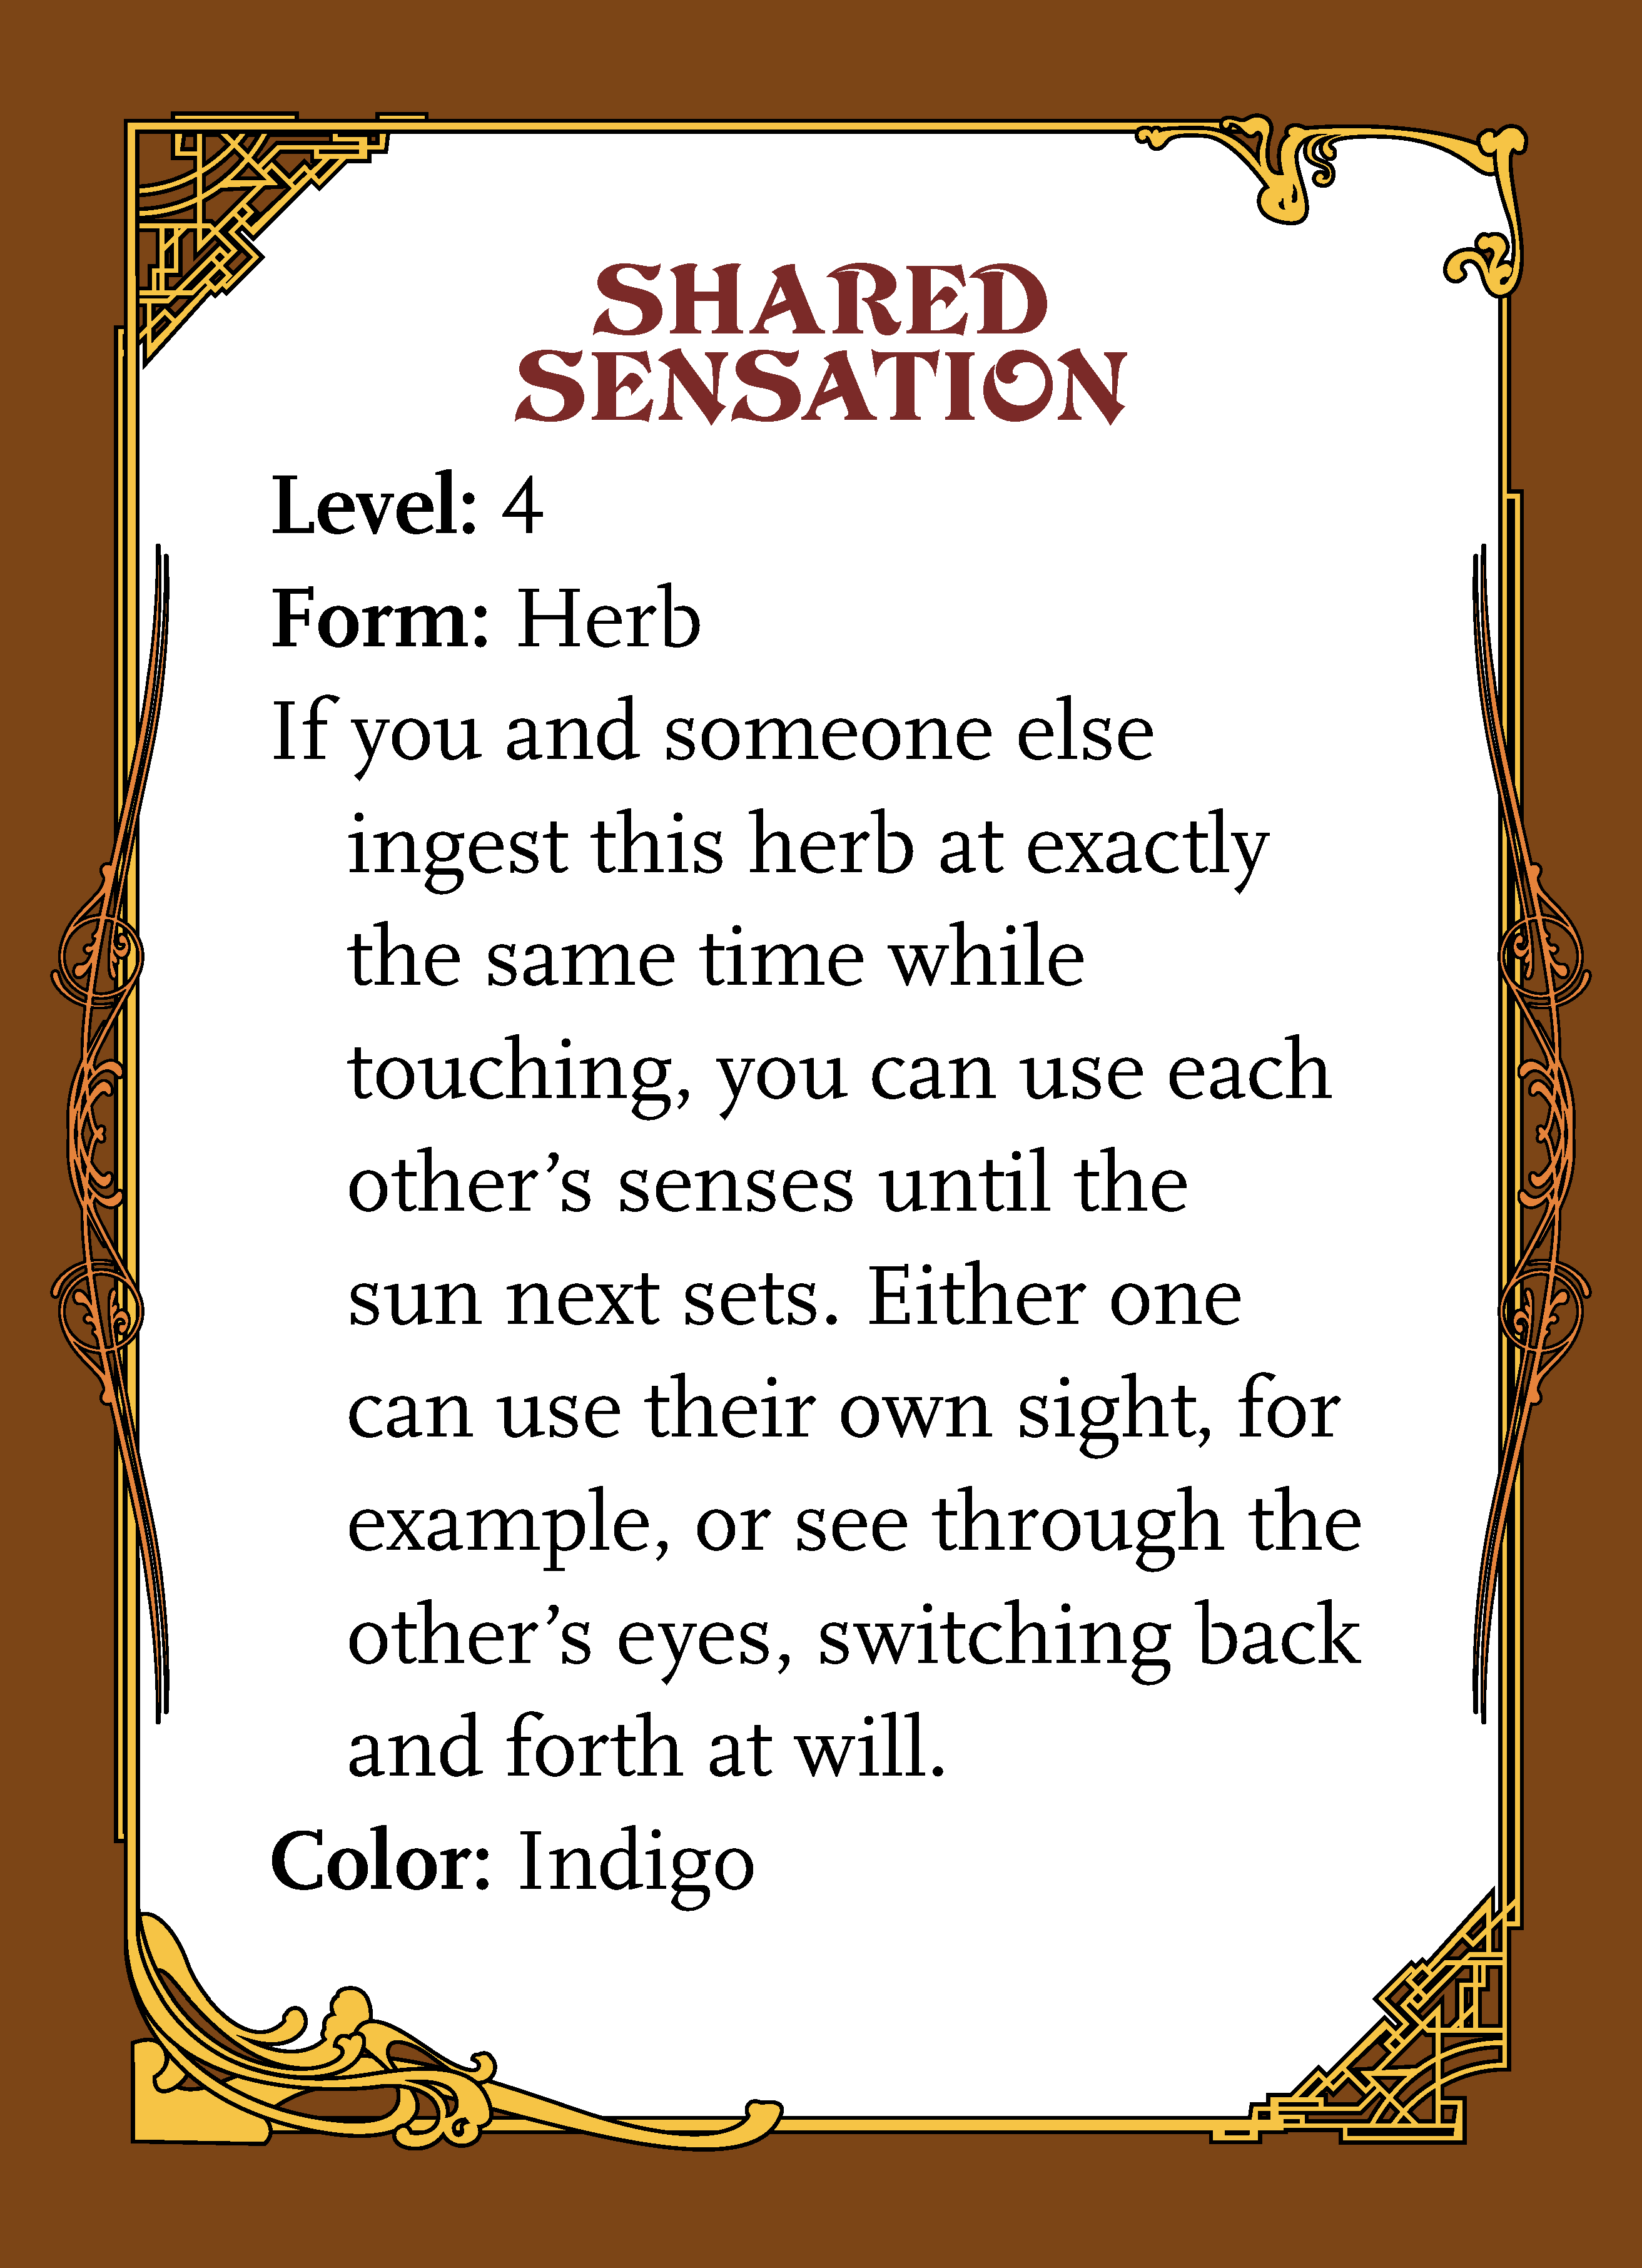 SHARED
SENSATION
Level: 4
Form: Herb
If you and someone else
ingest this herb at exactly
the same time while
touching, you can use each
other’s senses until the
sun next sets. Either one
can use their own sight, for
example, or see through the
other’s eyes, switching back
and forth at will.
Color: Indigo